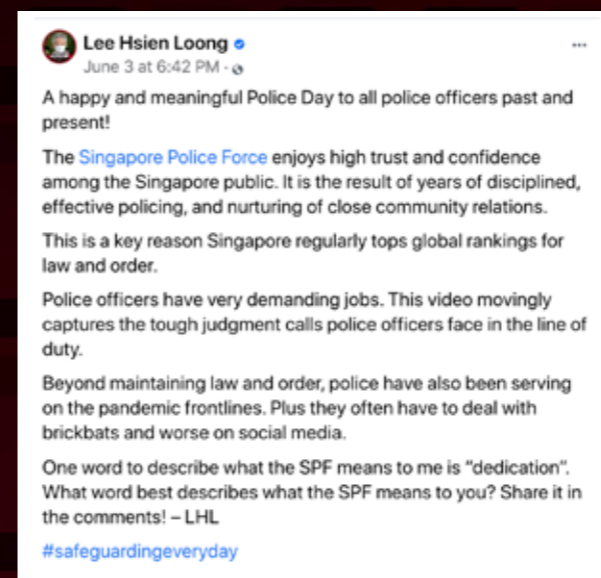 Lee Hsien Loong
June 3 at 6:42 PM ·
A happy and meaningful Police Day to all police officers past and
present!
The Singapore Police Force enjoys high trust and confidence
among the Singapore public. It is the result of years of disciplined,
effective policing, and nurturing of close community relations.
This is a key reason Singapore regularly tops global rankings for
law and order.
Police officers have very demanding jobs. This video movingly
captures the tough judgment calls police officers face in the line of
duty.
Beyond maintaining law and order, police have also been serving
on the pandemic frontlines. Plus they often have to deal with
brickbats and worse on social media.
One word to describe what the SPF means to me is “dedication”.
What word best describes what the SPF means to you? Share it in
the comments! – LHL
#safeguardingeveryday